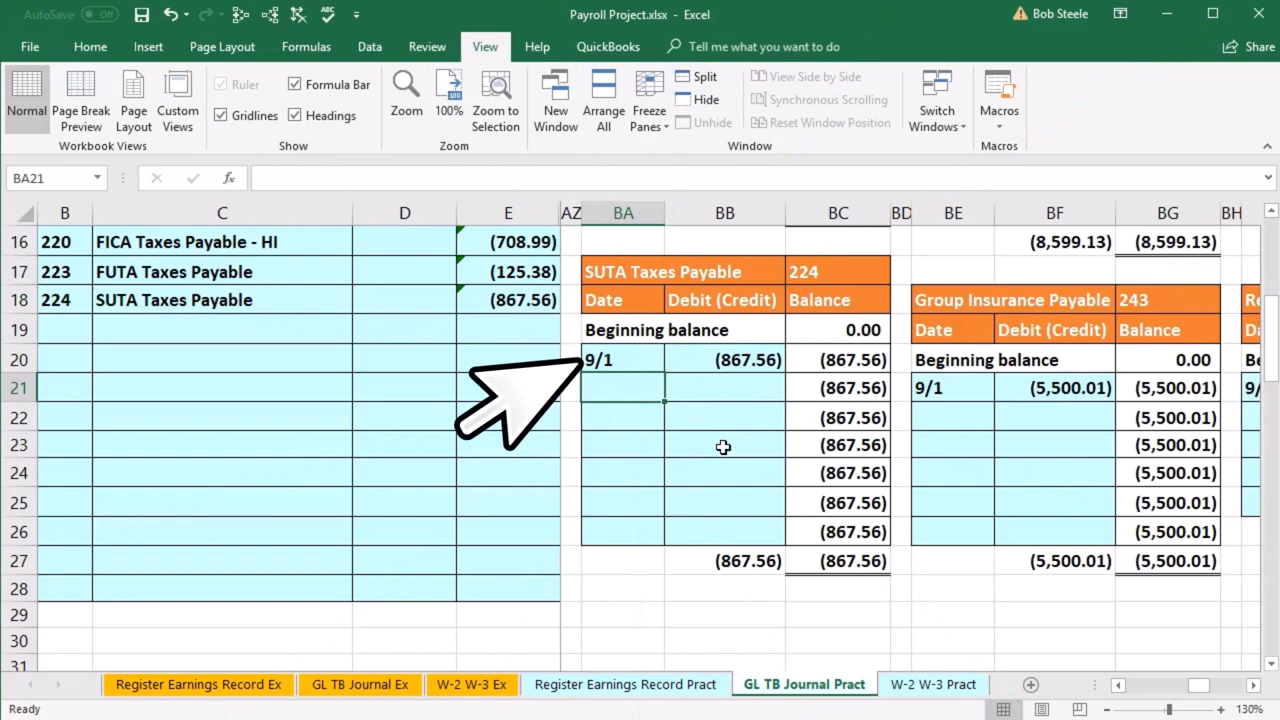 AutoSave Off Payroll Project.xlsx - Excel Bob Steele
File Home Insert Page Layout Formulas Data Review View Help QuickBooks Tell me what you want to do Share
Normal Page Break Preview Page Layout Custom Views
Workbook Views
Ruler Formula Bar
Gridlines Headings
Show
Zoom 100% Zoom to Selection
Zoom
New Window Arrange All Freeze Panes
Split
Hide
Unhide
View Side by Side
Synchronous Scrolling
Reset Window Position
Window
Switch Windows
Macros
Macros
BA21 fx
B C D E AZ BA BB BC BD BE BF BG BH
16 220 FICA Taxes Payable - HI (708.99) (8,599.13) (8,599.13)
17 223 FUTA Taxes Payable (125.38) SUTA Taxes Payable 224
18 224 SUTA Taxes Payable (867.56) Date Debit (Credit) Balance Group Insurance Payable 243
19 Beginning balance 0.00 Date Debit (Credit) Balance
20 9/1 (867.56) (867.56) Beginning balance 0.00
21 (867.56) 9/1 (5,500.01) (5,500.01)
22 (867.56) (5,500.01)
23 (867.56) (5,500.01)
24 (867.56) (5,500.01)
25 (867.56) (5,500.01)
26 (867.56) (5,500.01)
27 (867.56) (867.56) (5,500.01) (5,500.01)
28
29
30
31
Register Earnings Record Ex GL TB Journal Ex W-2 W-3 Ex Register Earnings Record Pract GL TB Journal Pract W-2 W-3 Pract
Ready 130%